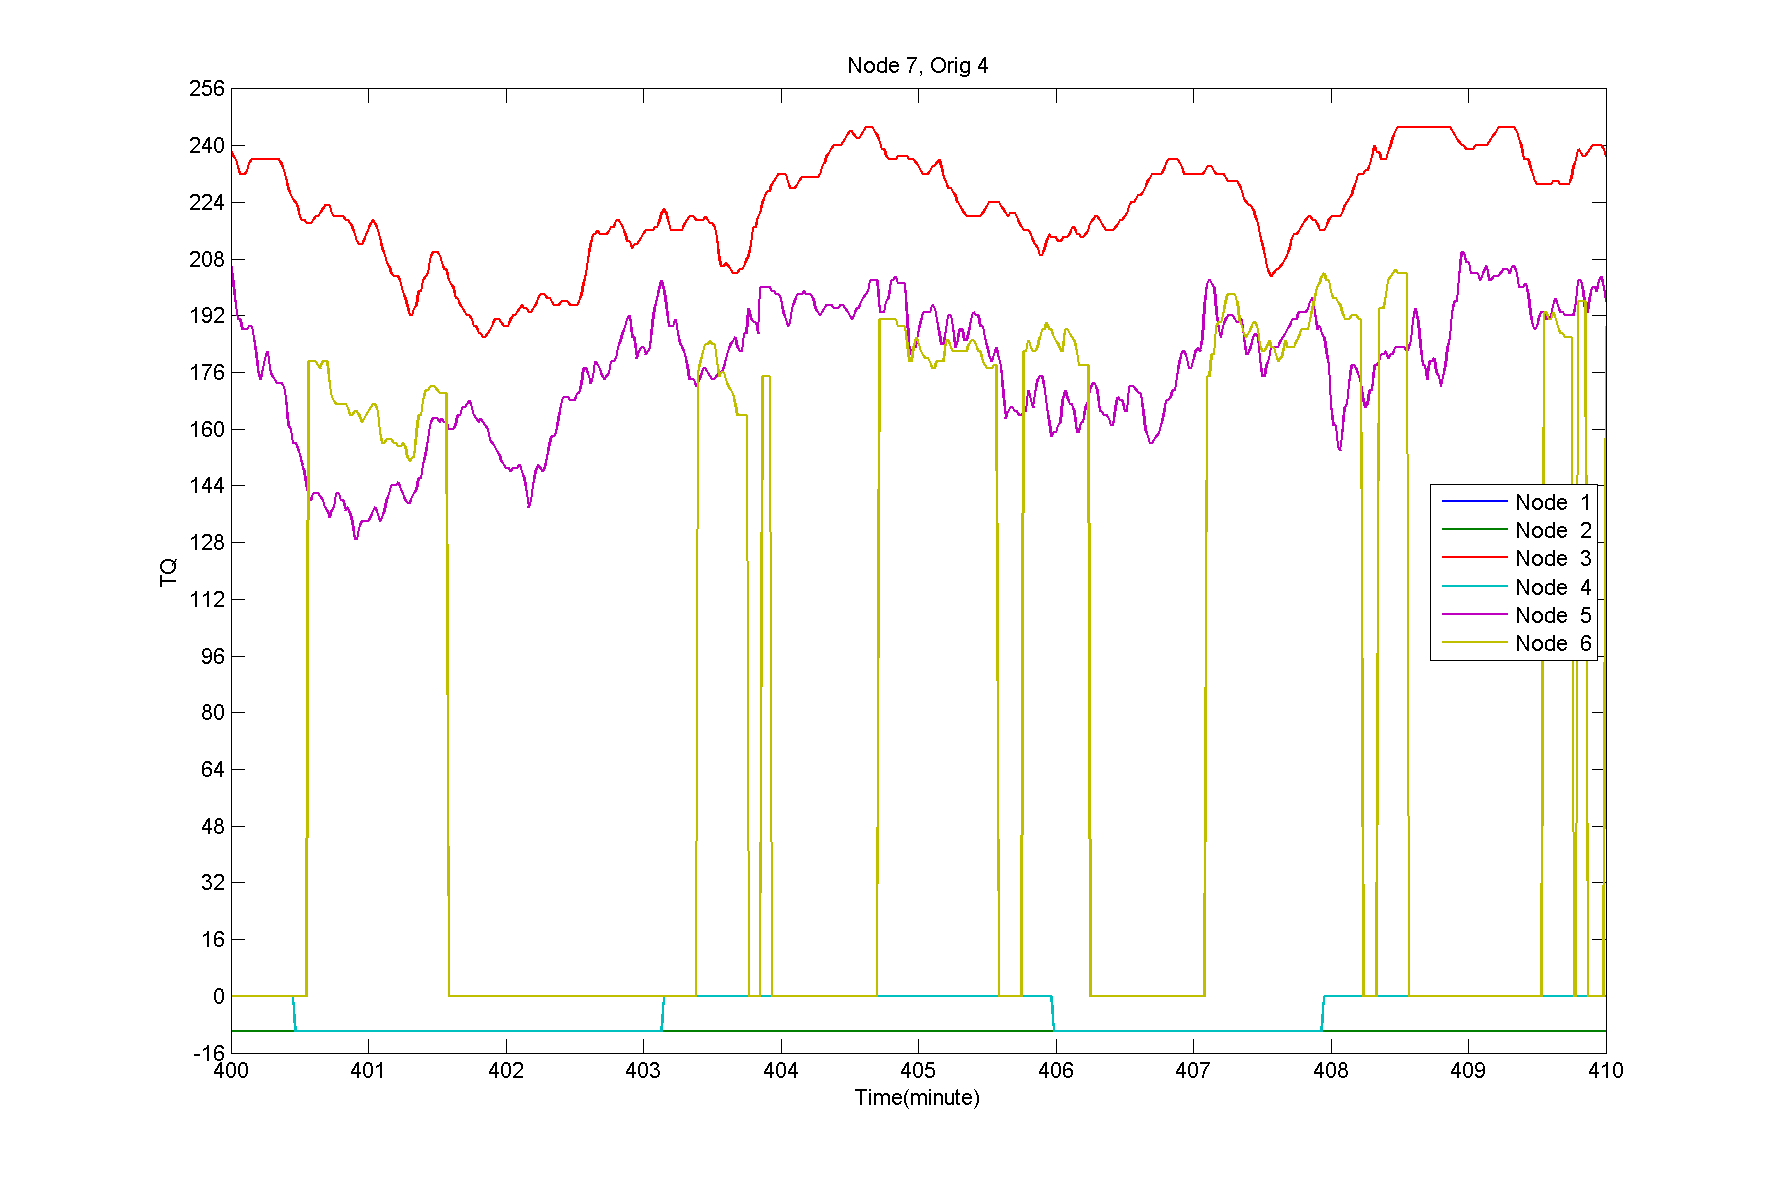 Node 7, Orig 4
256
240
224
208
192
176
160
144
128
112
96
80
64
48
32
16
0
-16
TQ
Node 1
Node 2
Node 3
Node 4
Node 5
Node 6
400 401 402 403 404 405 406 407 408 409 410
Time(minute)